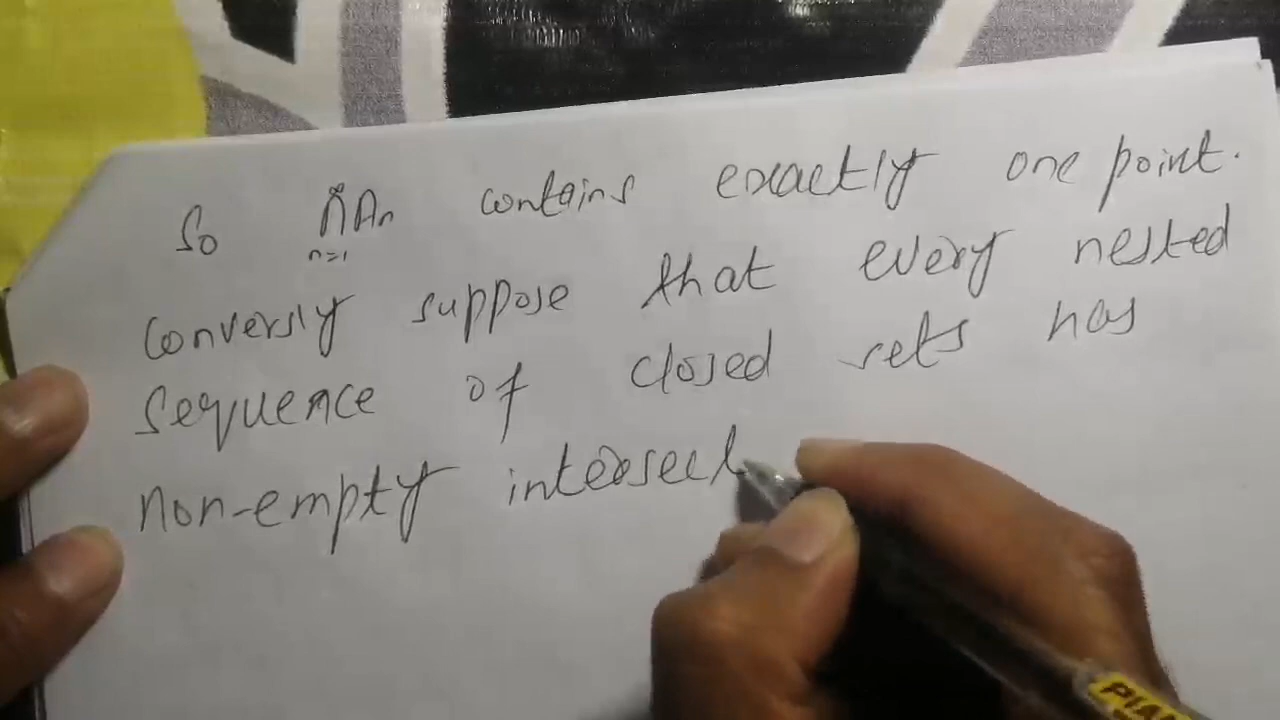 So ∞∩n=1 An contains exactly one point.
conversly suppose that every nested
sequence of closed sets has
non-empty intersect
PIA